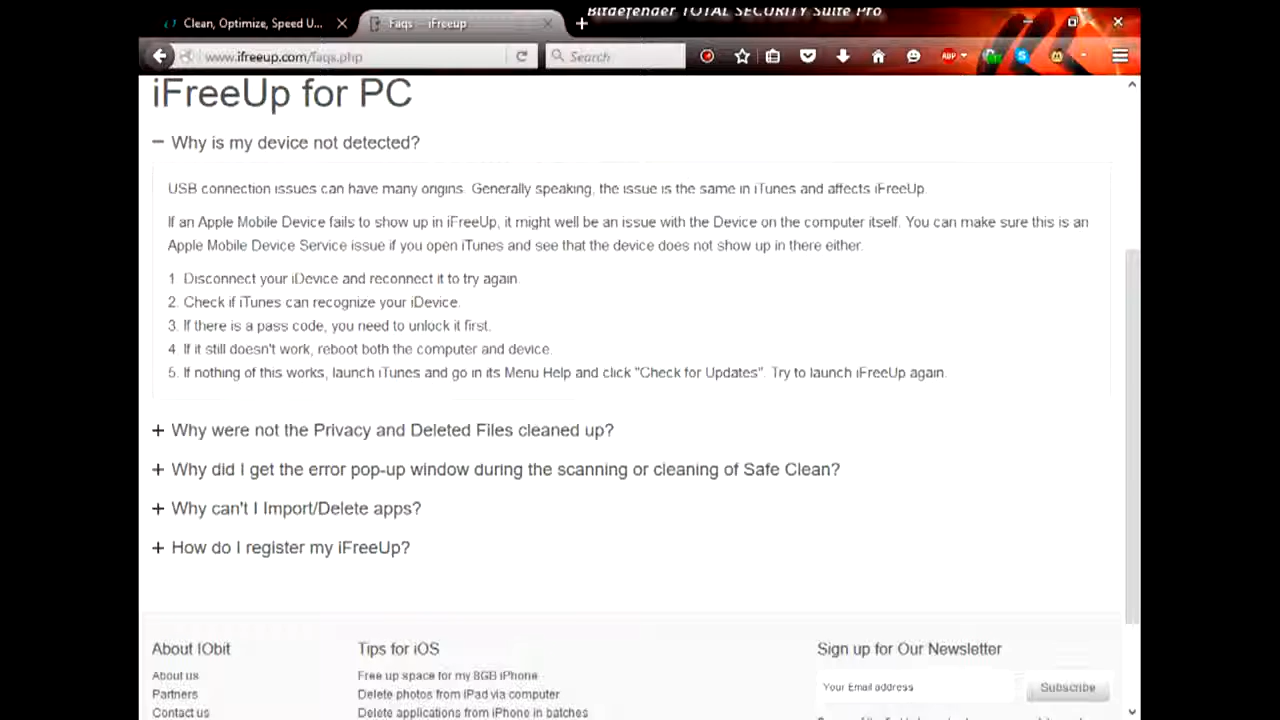 Bitdefender TOTAL SECURITY Suite Pro
Clean, Optimize, Speed U...
Faqs - iFreeup
www.ifreeup.com/faqs.php
Search
ABP
iFreeUp for PC
Why is my device not detected?
USB connection issues can have many origins. Generally speaking, the issue is the same in iTunes and affects iFreeUp.
If an Apple Mobile Device fails to show up in iFreeUp, it might well be an issue with the Device on the computer itself. You can make sure this is an
Apple Mobile Device Service issue if you open iTunes and see that the device does not show up in there either.
1 Disconnect your iDevice and reconnect it to try again
2. Check if iTunes can recognize your iDevice.
3. If there is a pass code, you need to unlock it first.
4 If it still doesn't work, reboot both the computer and device.
5. If nothing of this works, launch iTunes and go in its Menu Help and click "Check for Updates". Try to launch iFreeUp again.
+ Why were not the Privacy and Deleted Files cleaned up?
+ Why did I get the error pop-up window during the scanning or cleaning of Safe Clean?
+ Why can't I Import/Delete apps?
+ How do I register my iFreeUp?
About IObit
Tips for iOS
Sign up for Our Newsletter
About us
Free up space for my 8GB iPhone
Your Email address
Subscribe
Partners
Delete photos from iPad via computer
Contact us
Delete applications from iPhone in batches